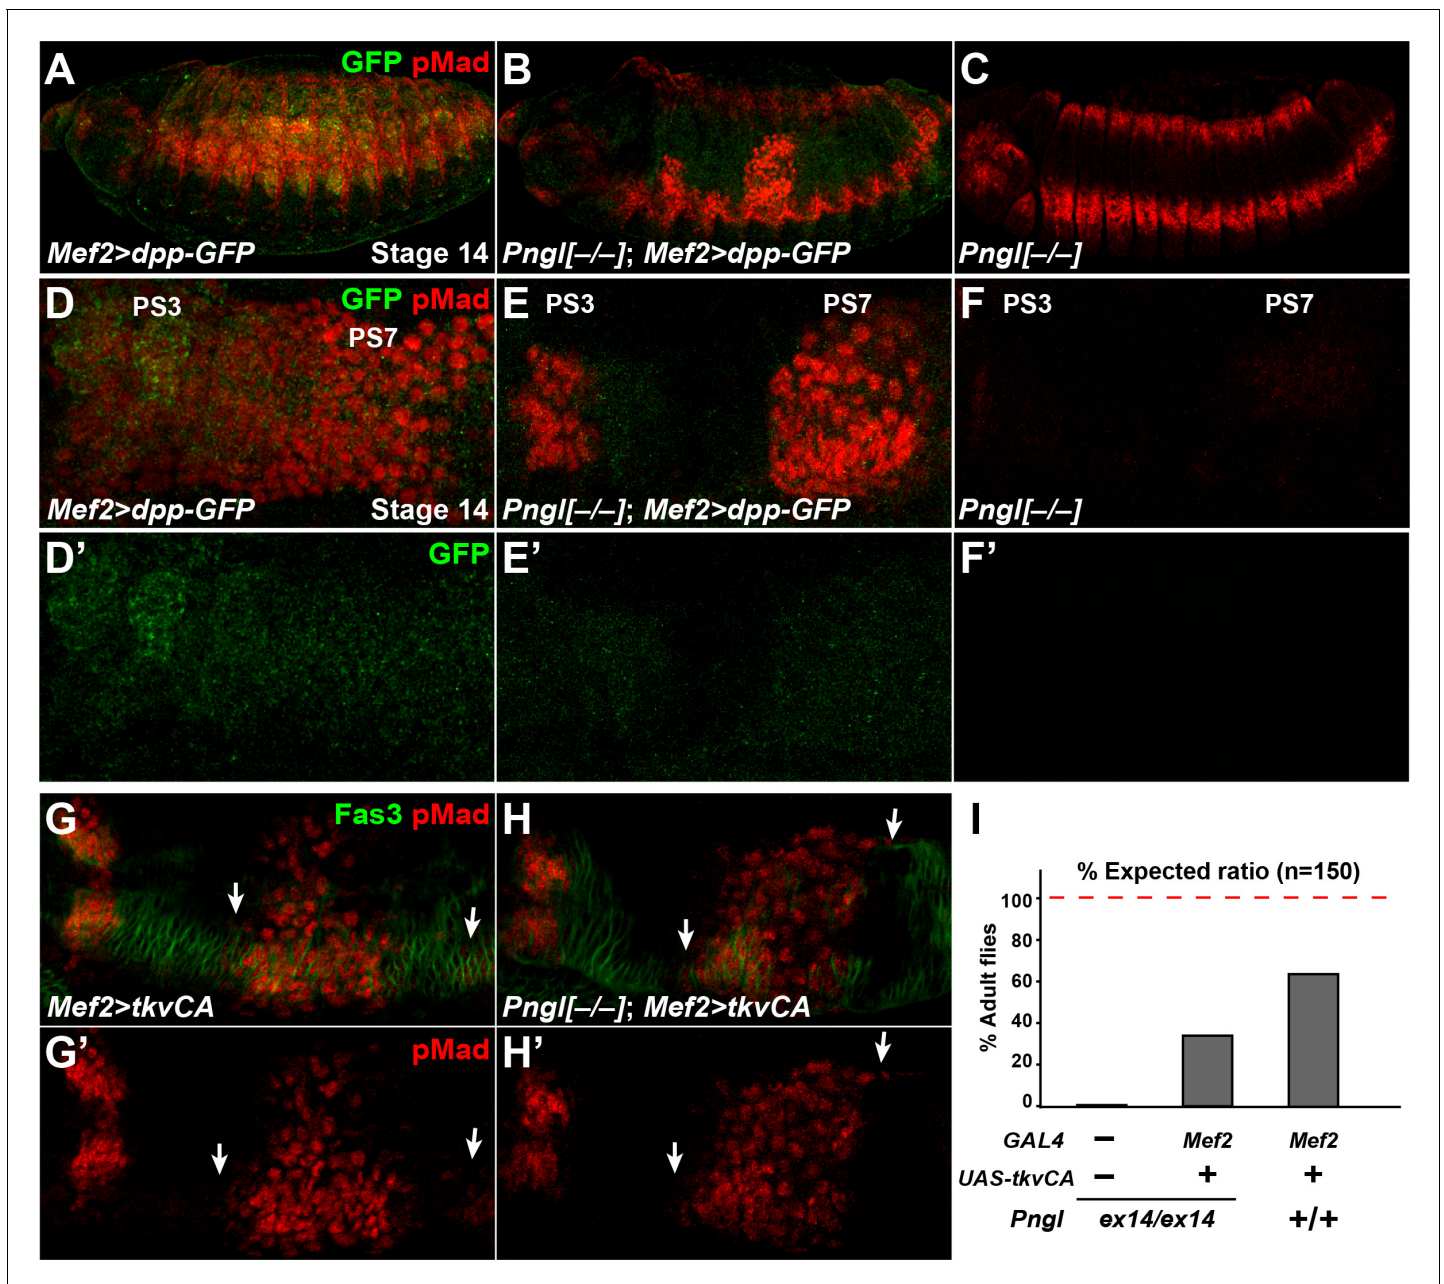 A
GFP pMad
Mef2>dpp-GFP
Stage 14
B
Pngl[–/–]; Mef2>dpp-GFP
C
Pngl[–/–]
D
GFP pMad
PS3
PS7
Mef2>dpp-GFP
Stage 14
E
PS3
PS7
Pngl[–/–]; Mef2>dpp-GFP
F
PS3
PS7
Pngl[–/–]
D’
GFP
E’
F’
G
Fas3 pMad
Mef2>tkvCA
H
Pngl[–/–]; Mef2>tkvCA
G’
pMad
H’
I
% Expected ratio (n=150)
% Adult flies
100
80
60
40
20
0
GAL4 – Mef2 Mef2
UAS-tkvCA – + +
Pngl ex14/ex14 +/+